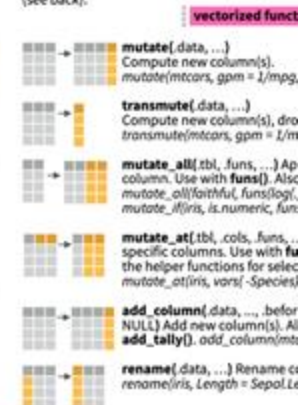 (see back).
vectorized funct
mutate(.data, …)
Compute new column(s).
mutate(mtcars, gpm = 1/mpg,
transmute(.data, …)
Compute new column(s), dro
transmute(mtcars, gpm = 1/m
mutate_all(.tbl, .funs, …) Ap
column. Use with funs(). Also
mutate_all(faithful, funs(log(.
mutate_if(iris, is.numeric, funs
mutate_at(.tbl, .cols, .funs, …
specific columns. Use with fu
the helper functions for selec
mutate_at(iris, vars( -Species)
add_column(.data, …, .befor
NULL) Add new column(s). Al
add_tally(). add_column(mtc
rename(.data, …) Rename co
rename(iris, Length = Sepal.Le